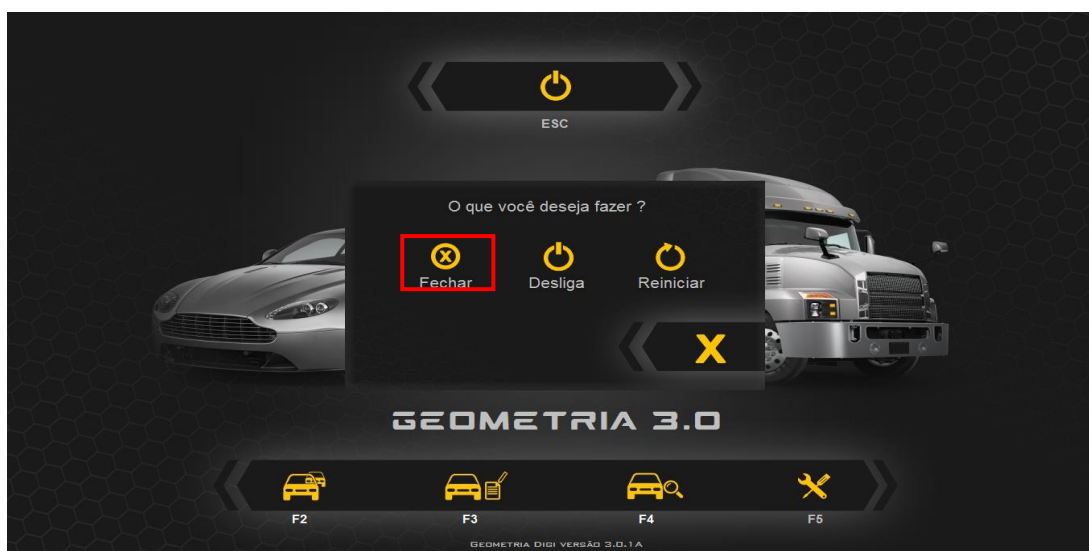 ESC
O que você deseja fazer ?
Fechar Desliga Reiniciar
X
GEOMETRIA 3.0
F2 F3 F4 F5
GEOMETRIA DIGI VERSÃO 3.0.1A